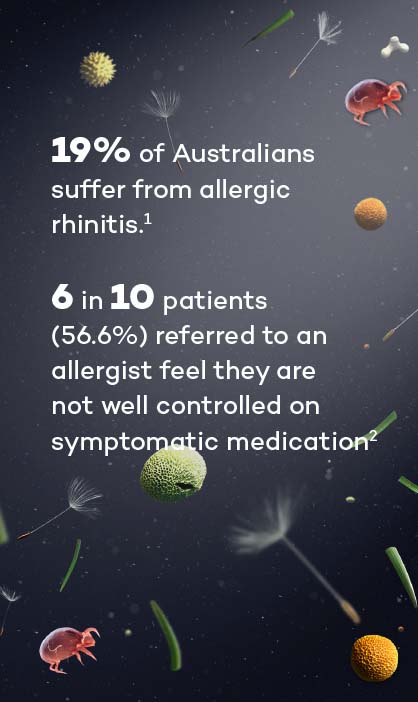 19% of Australians
suffer from allergic
rhinitis.¹
6 in 10 patients
(56.6%) referred to an
allergist feel they are
not well controlled on
symptomatic medication²